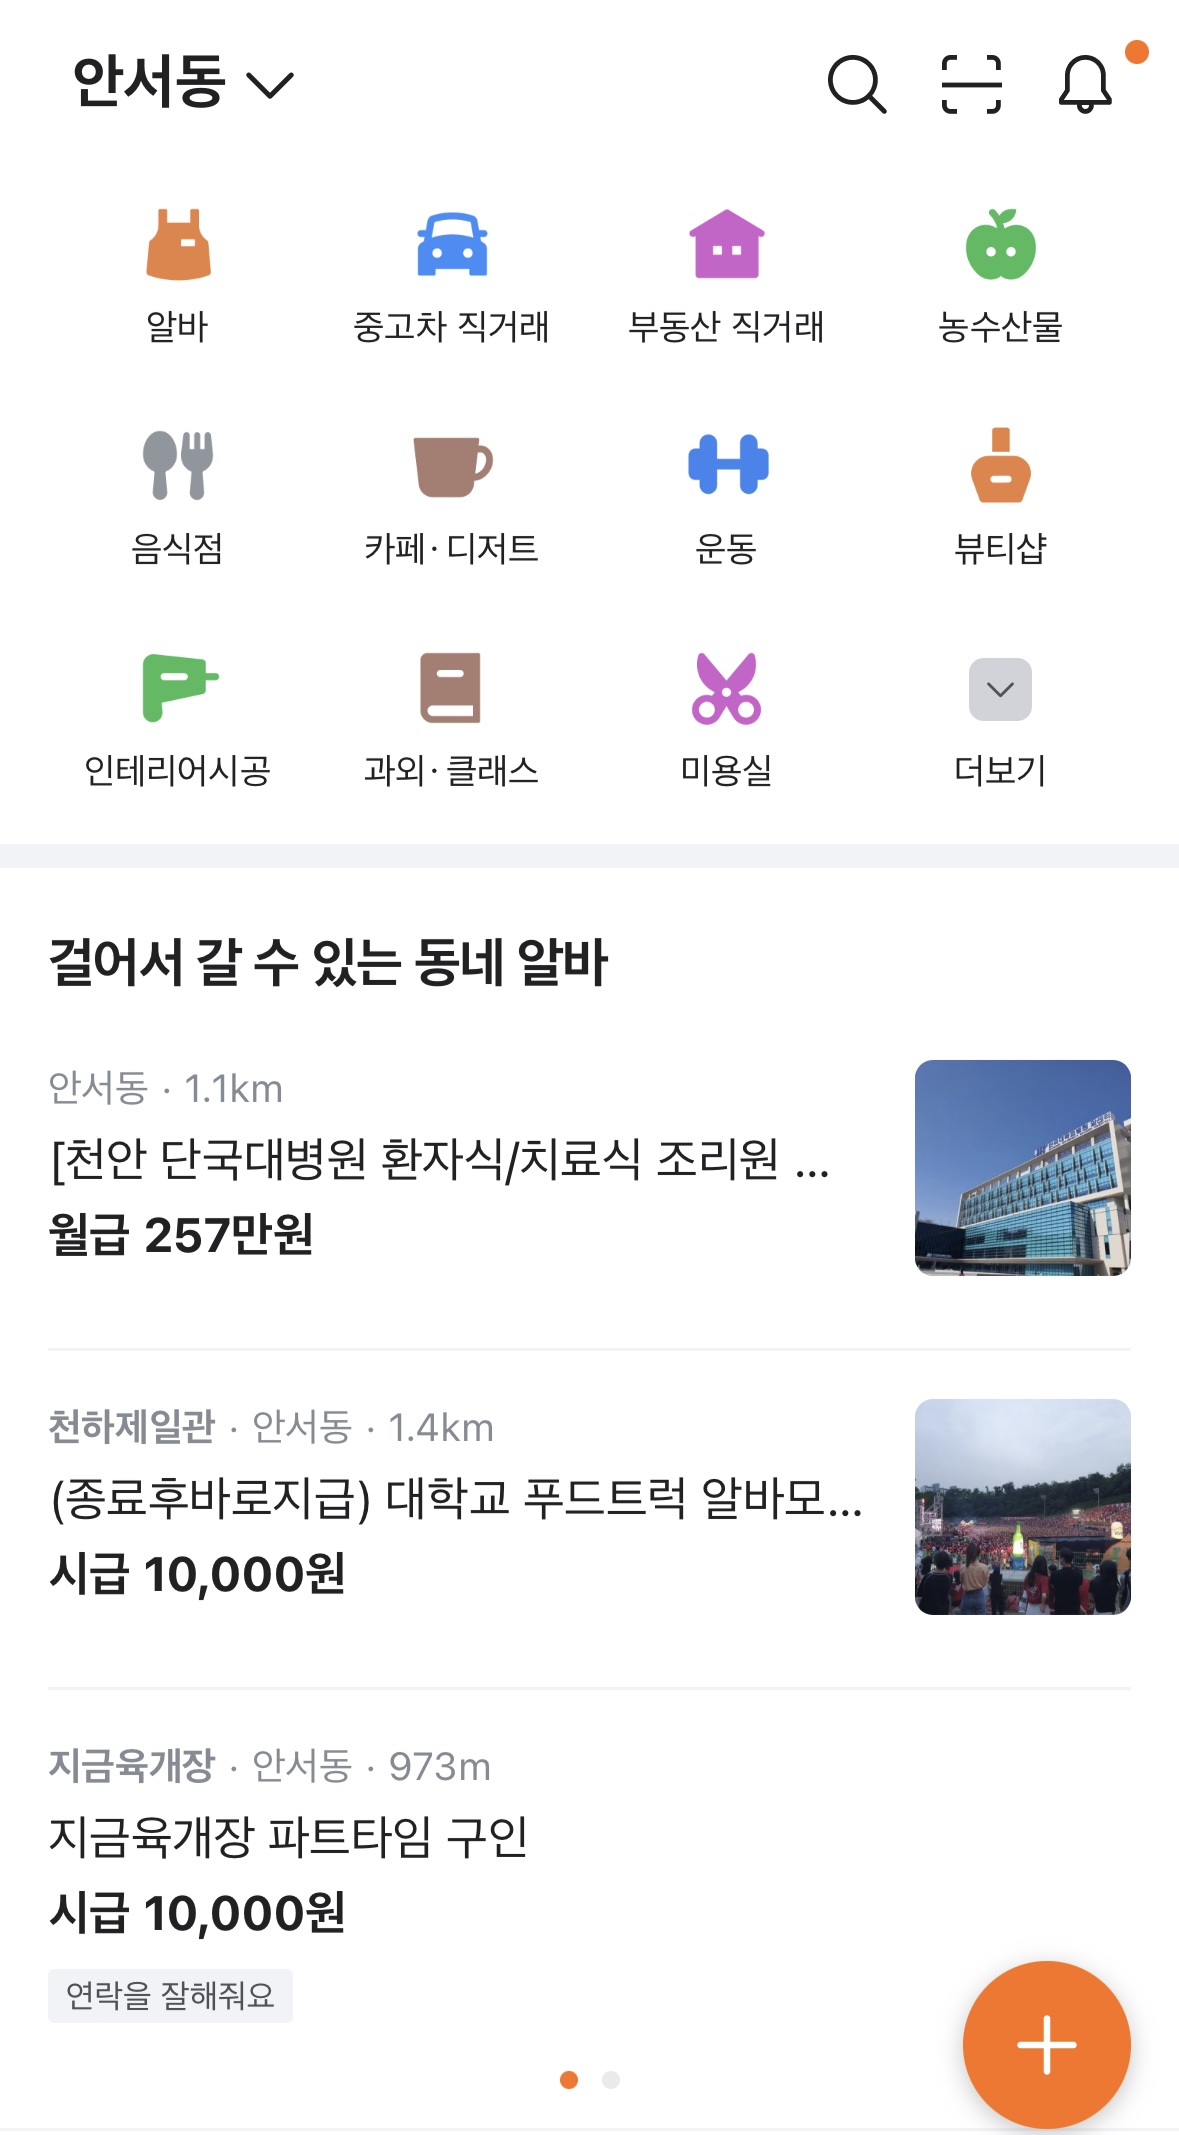 안서동
알바
중고차 직거래
부동산 직거래
농수산물
음식점
카페·디저트
운동
뷰티샵
인테리어시공
과외·클래스
미용실
더보기
걸어서 갈 수 있는 동네 알바
안서동 · 1.1km
[천안 단국대병원 환자식/치료식 조리원 ...
월급 257만원
천하제일관 · 안서동 · 1.4km
(종료후바로지급) 대학교 푸드트럭 알바모...
시급 10,000원
지금육개장 · 안서동 · 973m
지금육개장 파트타임 구인
시급 10,000원
연락을 잘해줘요